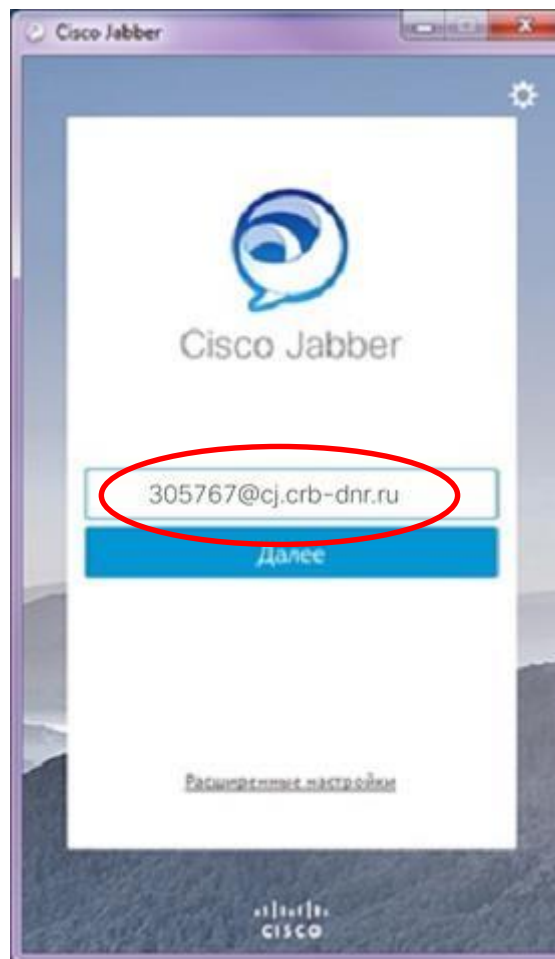 Cisco Jabber
Cisco Jabber
305767@cj.crb-dnr.ru
Далее
Расширенные настройки
CISCO